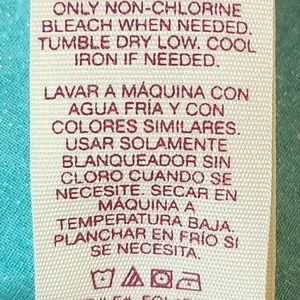 ONLY NON-CHLORINE
BLEACH WHEN NEEDED.
TUMBLE DRY LOW. COOL
IRON IF NEEDED.
LAVAR A MÁQUINA CON
AGUA FRÍA Y CON
COLORES SIMILARES.
USAR SOLAMENTE
BLANQUEADOR SIN
CLORO CUANDO SE
NECESITE. SECAR EN
MÁQUINA A
TEMPERATURA BAJA.
PLANCHAR EN FRÍO SI
SE NECESITA.